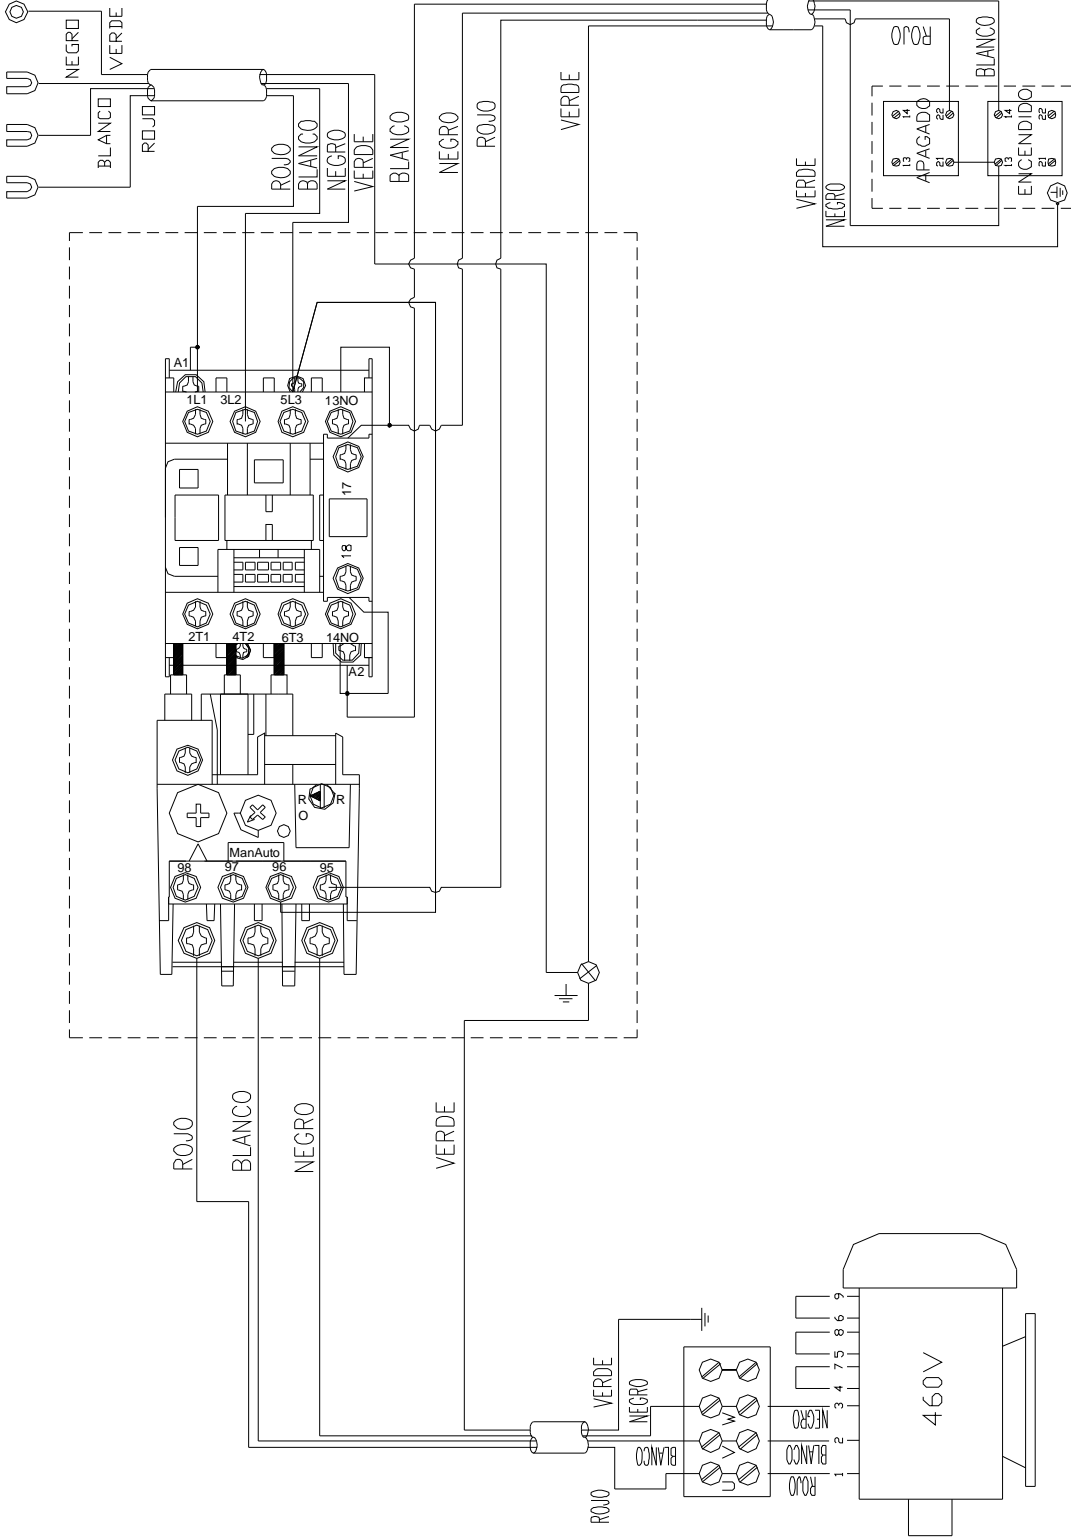 NEGRO
VERDE
BLANCO
ROJO
ROJO
BLANCO
NEGRO
VERDE
BLANCO
NEGRO
ROJO
VERDE
ROJO
BLANCO
14
22
APAGADO
13
21
14
22
ENCENDIDO
13
21
VERDE
NEGRO
A1
1L1 3L2 5L3 13NO
17
18
2T1 4T2 6T3 14NO
A2
R R
O
ManAuto
98 97 96 95
ROJO
BLANCO
NEGRO
VERDE
VERDE
NEGRO
BLANCO
ROJO
W
V
U
NEGRO
BLANCO
ROJO
9
6
8
5
7
4
3
2
1
460V